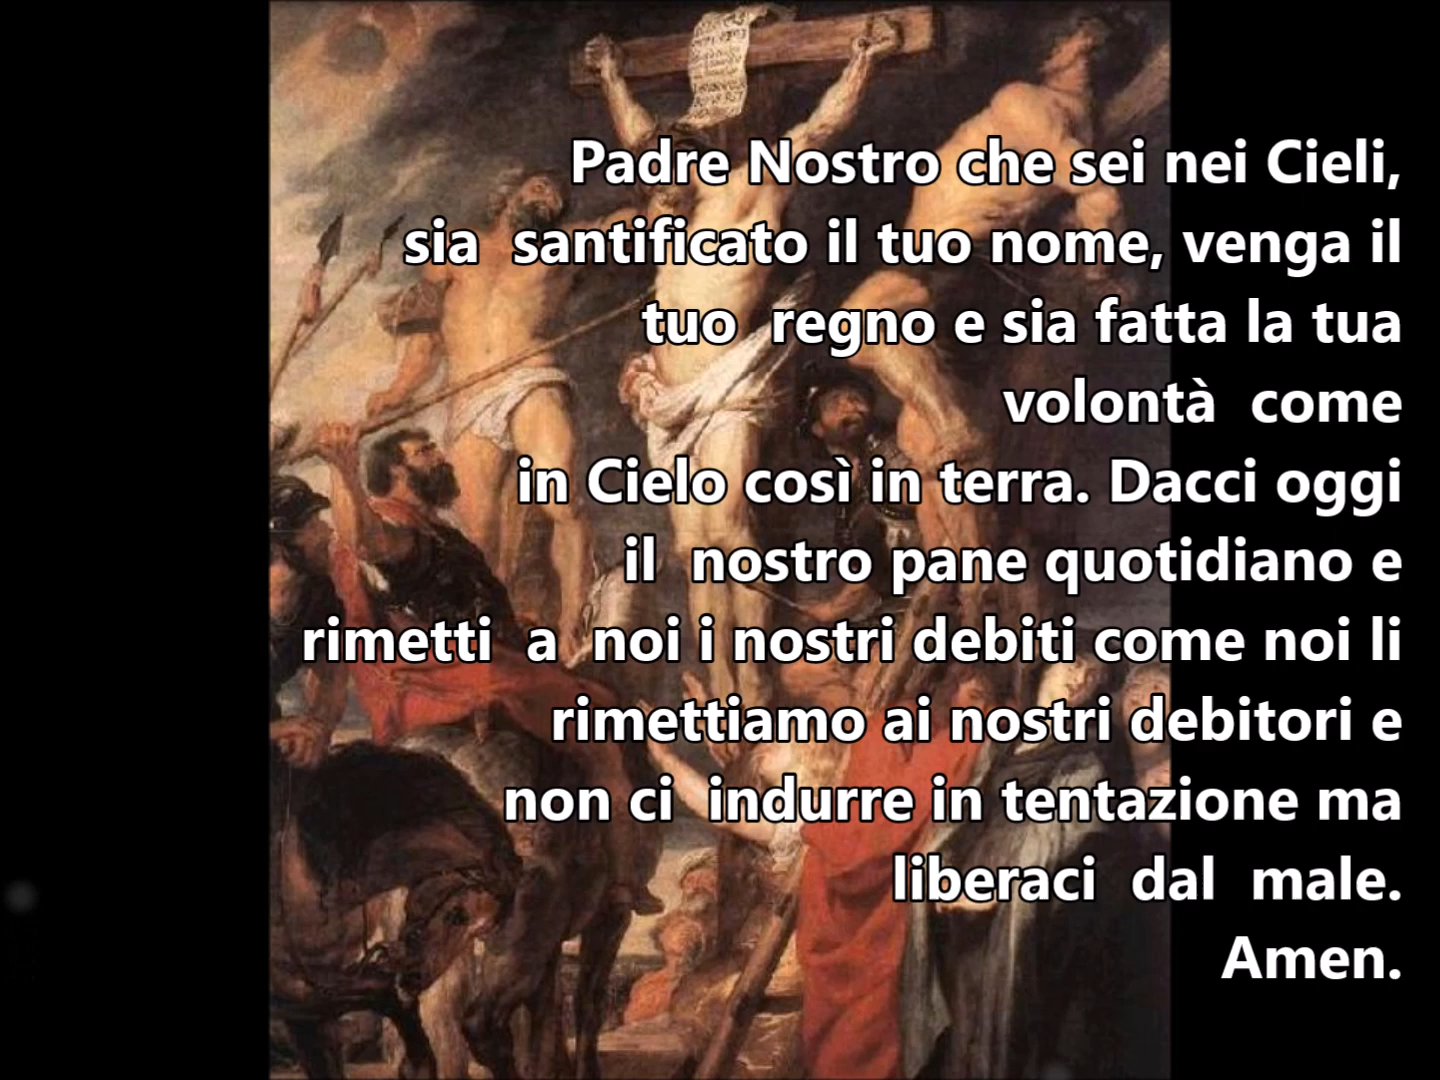 Padre Nostro che sei nei Cieli,
sia santificato il tuo nome, venga il
tuo regno e sia fatta la tua
volontà come
in Cielo così in terra. Dacci oggi
il nostro pane quotidiano e
rimetti a noi i nostri debiti come noi li
rimettiamo ai nostri debitori e
non ci indurre in tentazione ma
liberaci dal male.
Amen.